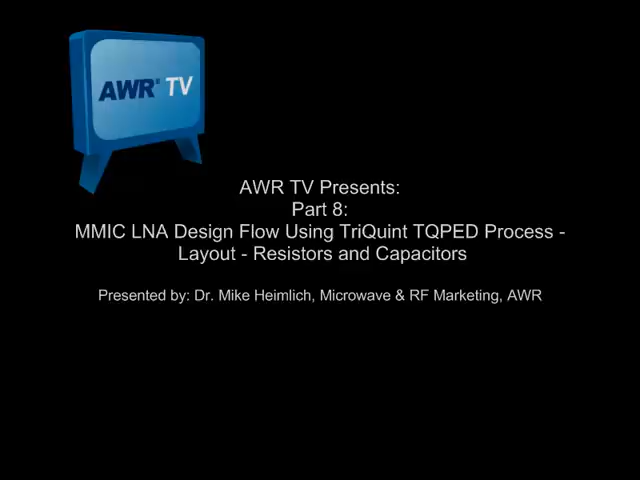 AWR® TV
AWR TV Presents:
Part 8:
MMIC LNA Design Flow Using TriQuint TQPED Process -
Layout - Resistors and Capacitors
Presented by: Dr. Mike Heimlich, Microwave & RF Marketing, AWR